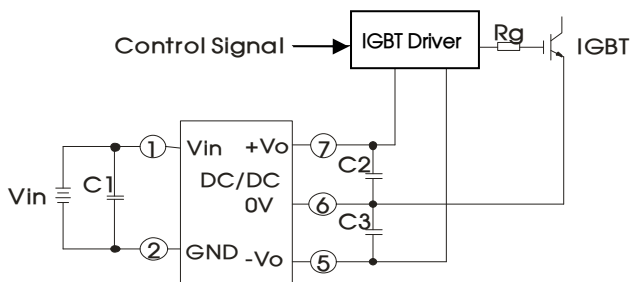 Control Signal
IGBT Driver
Rg
IGBT
Vin
C1
1
2
Vin
GND
DC/DC
+Vo
0V
-Vo
7
6
5
C2
C3